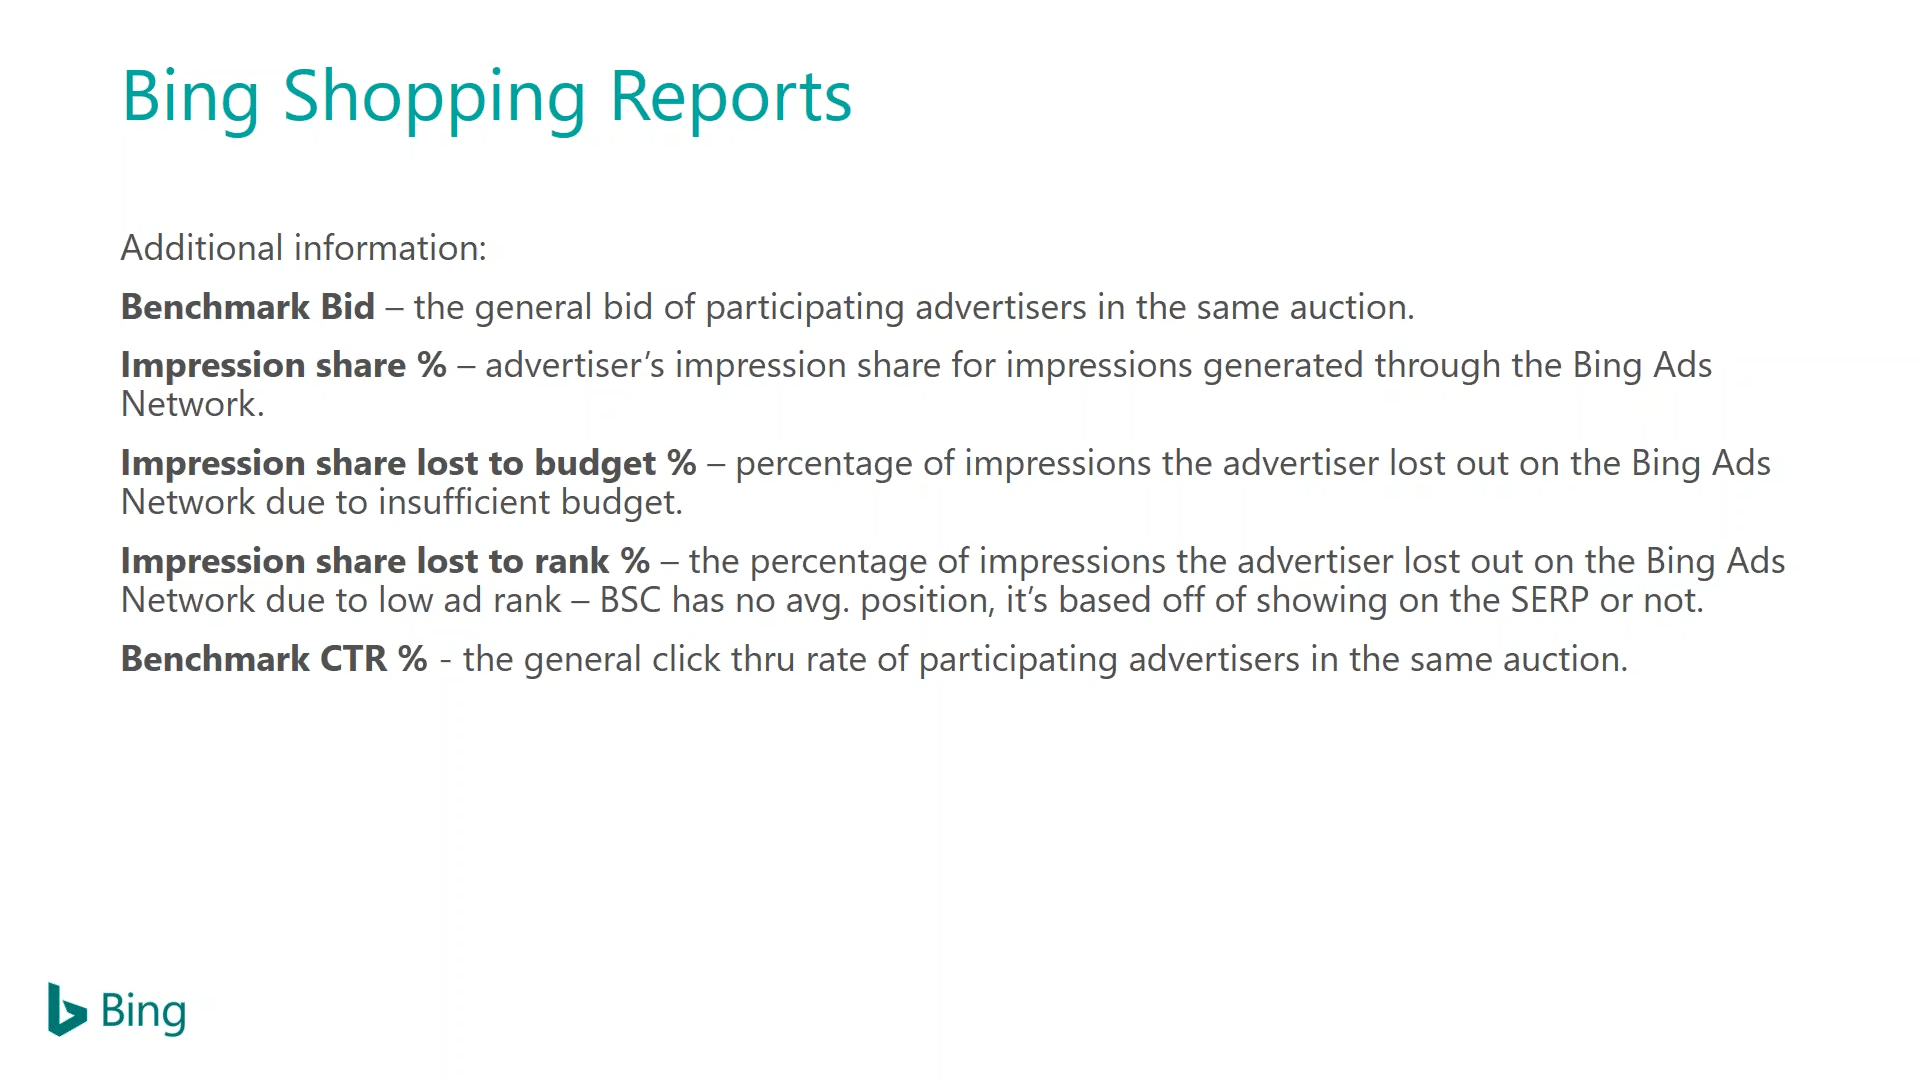 Bing Shopping Reports
Additional information:
Benchmark Bid – the general bid of participating advertisers in the same auction.
Impression share % – advertiser’s impression share for impressions generated through the Bing Ads
Network.
Impression share lost to budget % – percentage of impressions the advertiser lost out on the Bing Ads
Network due to insufficient budget.
Impression share lost to rank % – the percentage of impressions the advertiser lost out on the Bing Ads
Network due to low ad rank – BSC has no avg. position, it’s based off of showing on the SERP or not.
Benchmark CTR % - the general click thru rate of participating advertisers in the same auction.
Bing